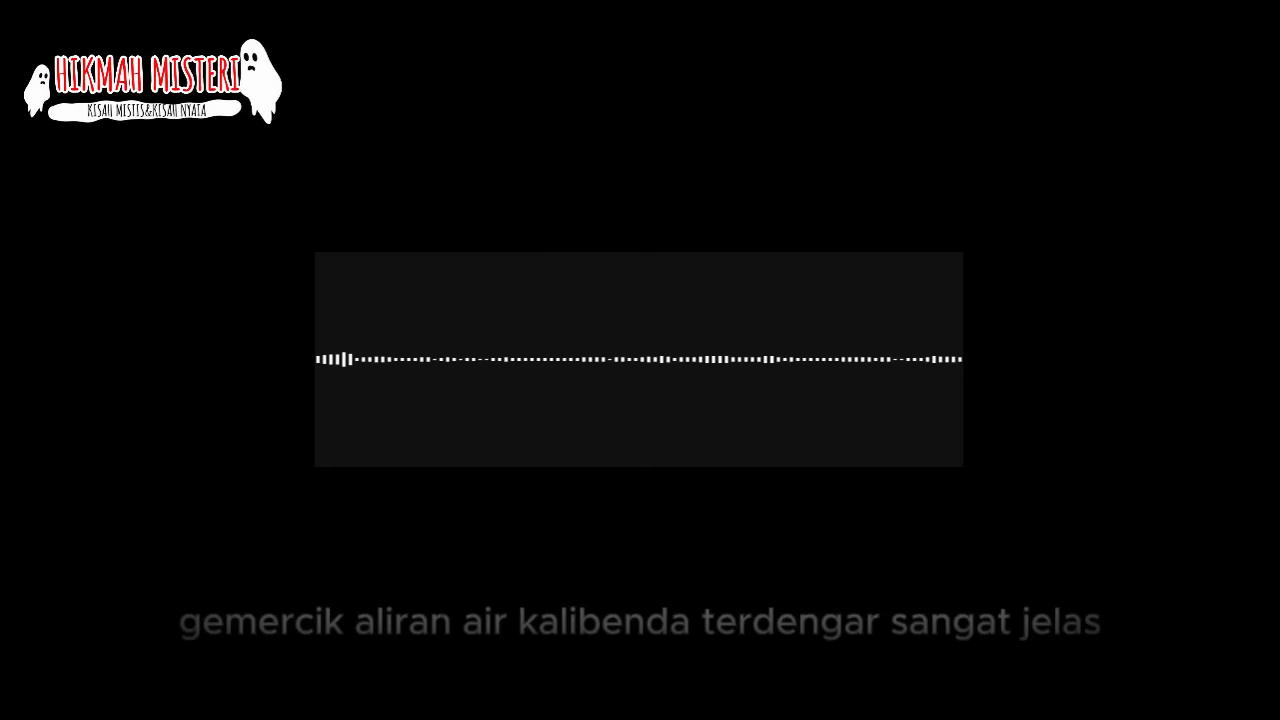 HIKMAH MISTERI
KISAH MISTIS&KISAH NYATA
gemercik aliran air kalibenda terdengar sangat jelas